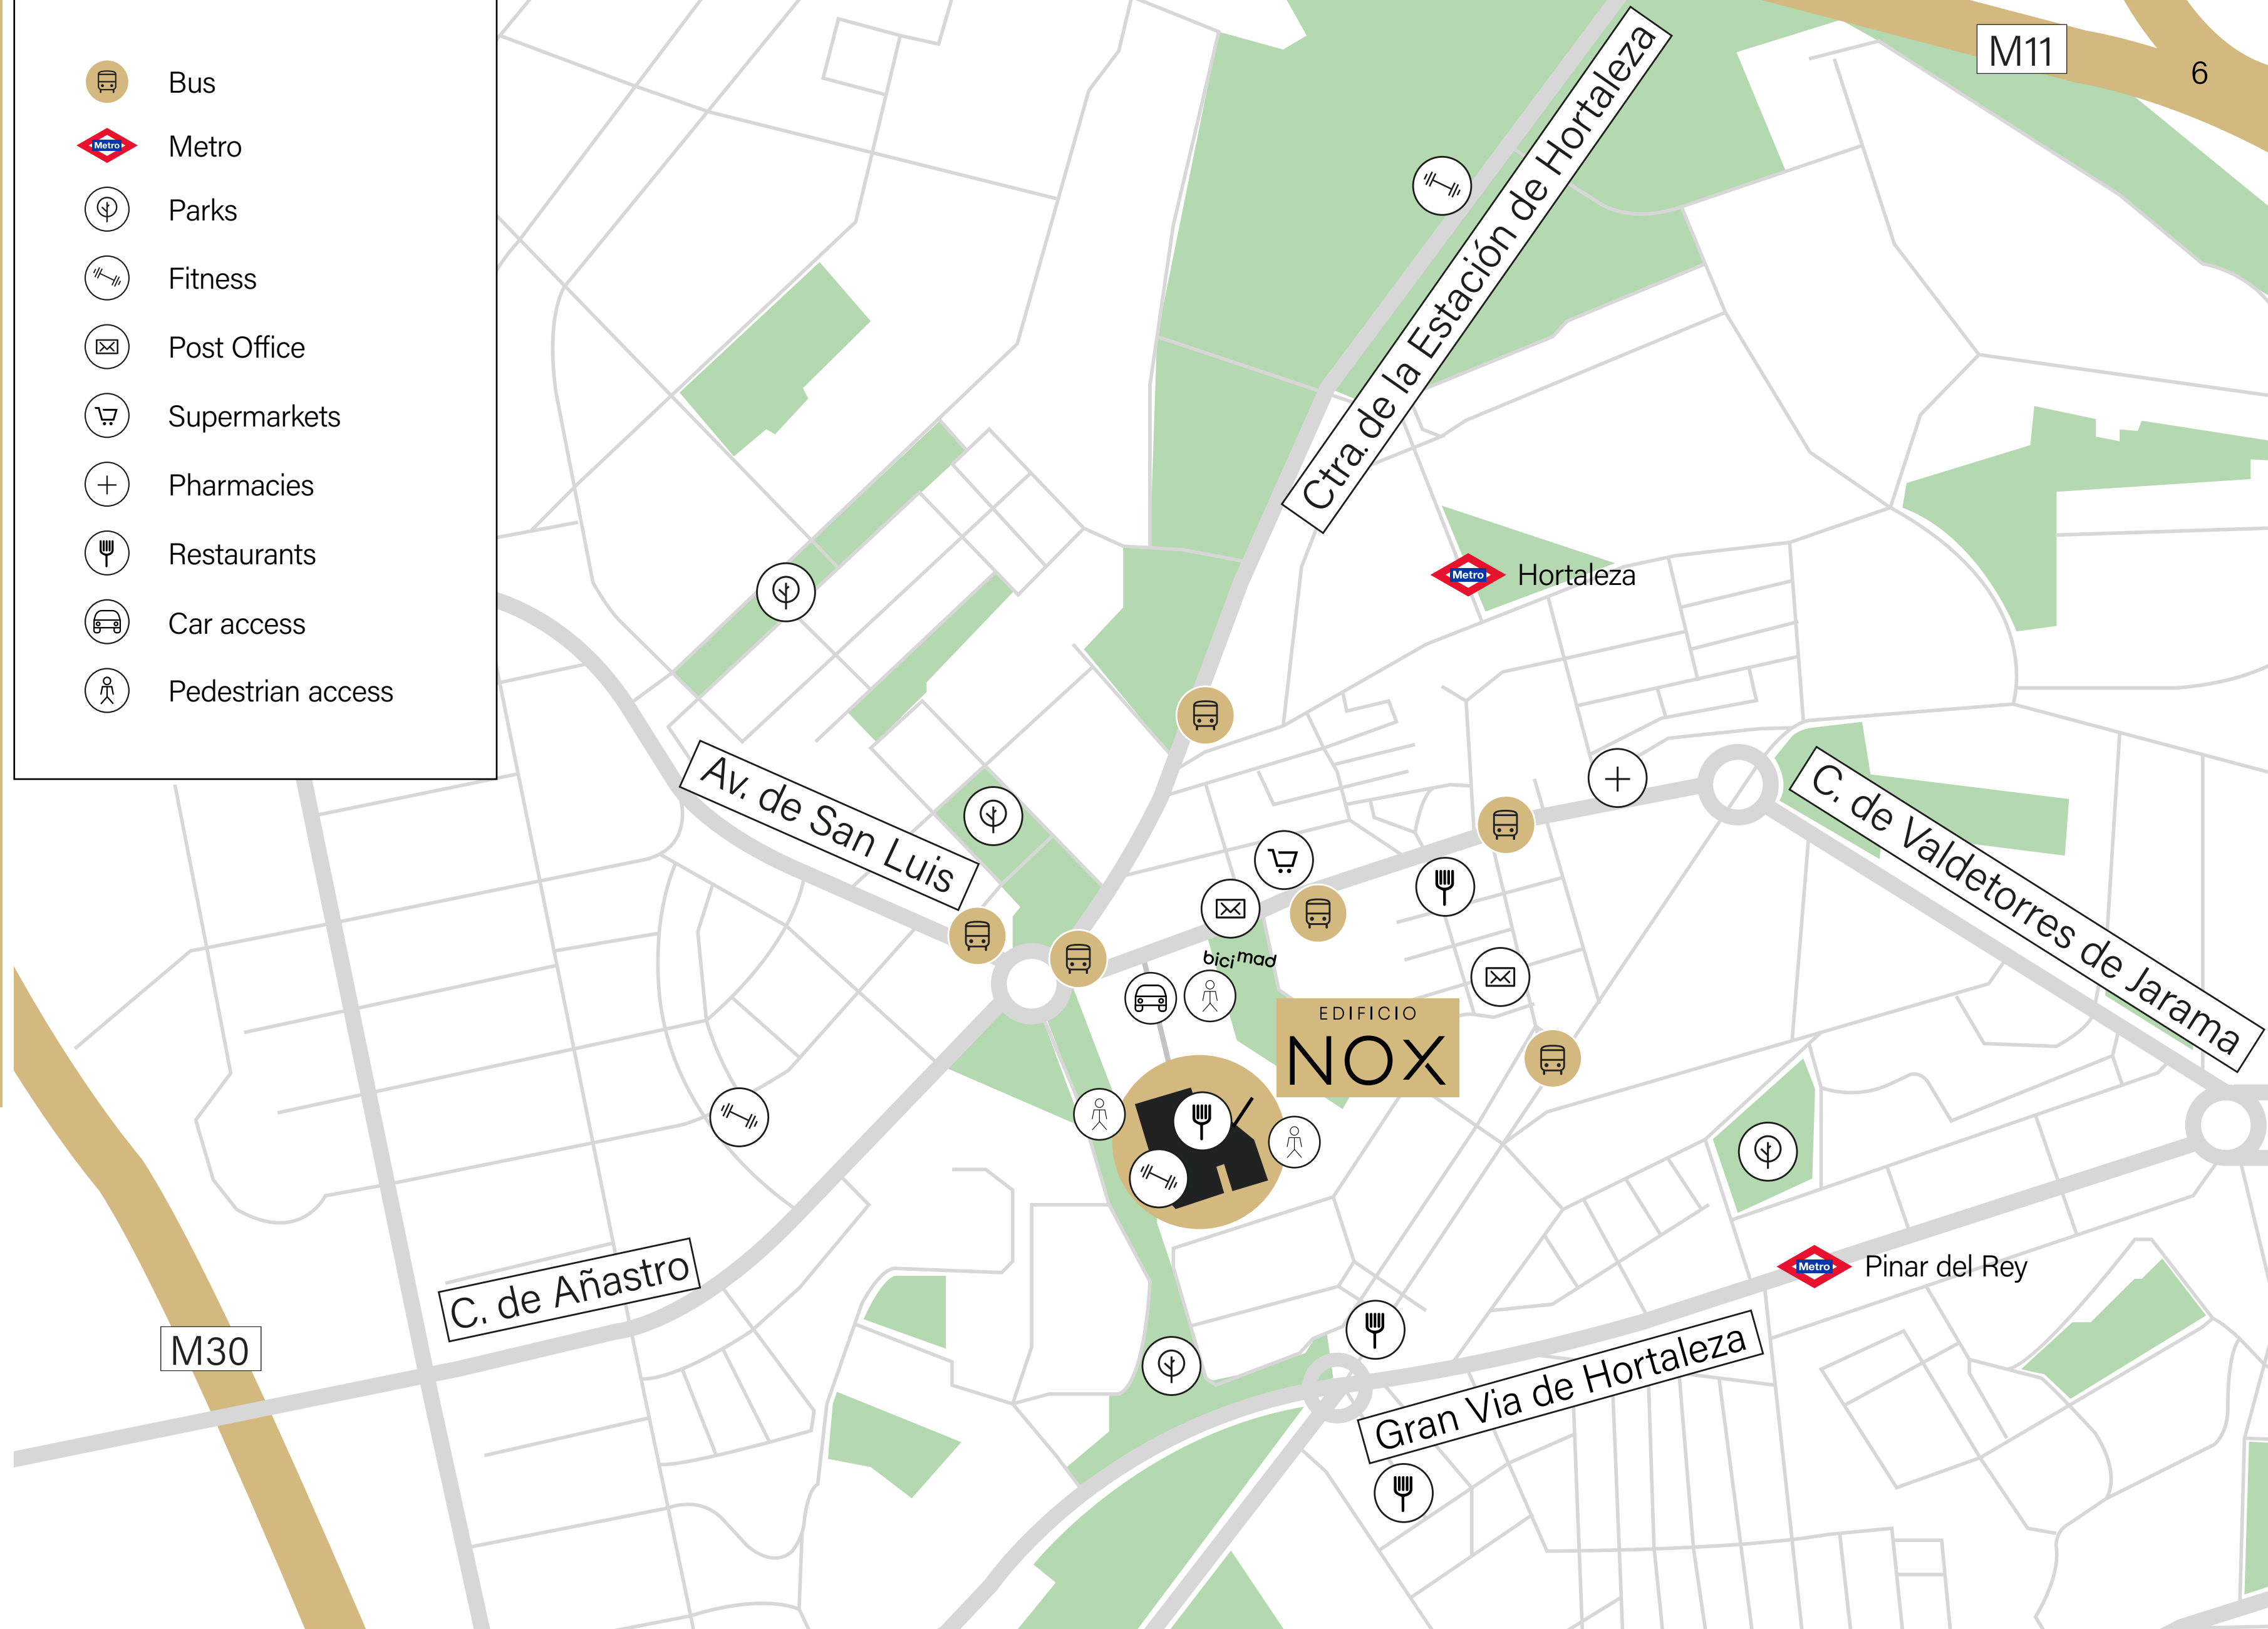 Bus
Metro Metro
Parks
Fitness
Post Office
Supermarkets
Pharmacies
Restaurants
Car access
Pedestrian access
M11
6
Ctra. de la Estación de Hortaleza
Metro Hortaleza
Av. de San Luis
C. de Valdetorres de Jarama
bicimad
EDIFICIO
NOX
C. de Añastro
Metro Pinar del Rey
M30
Gran Via de Hortaleza